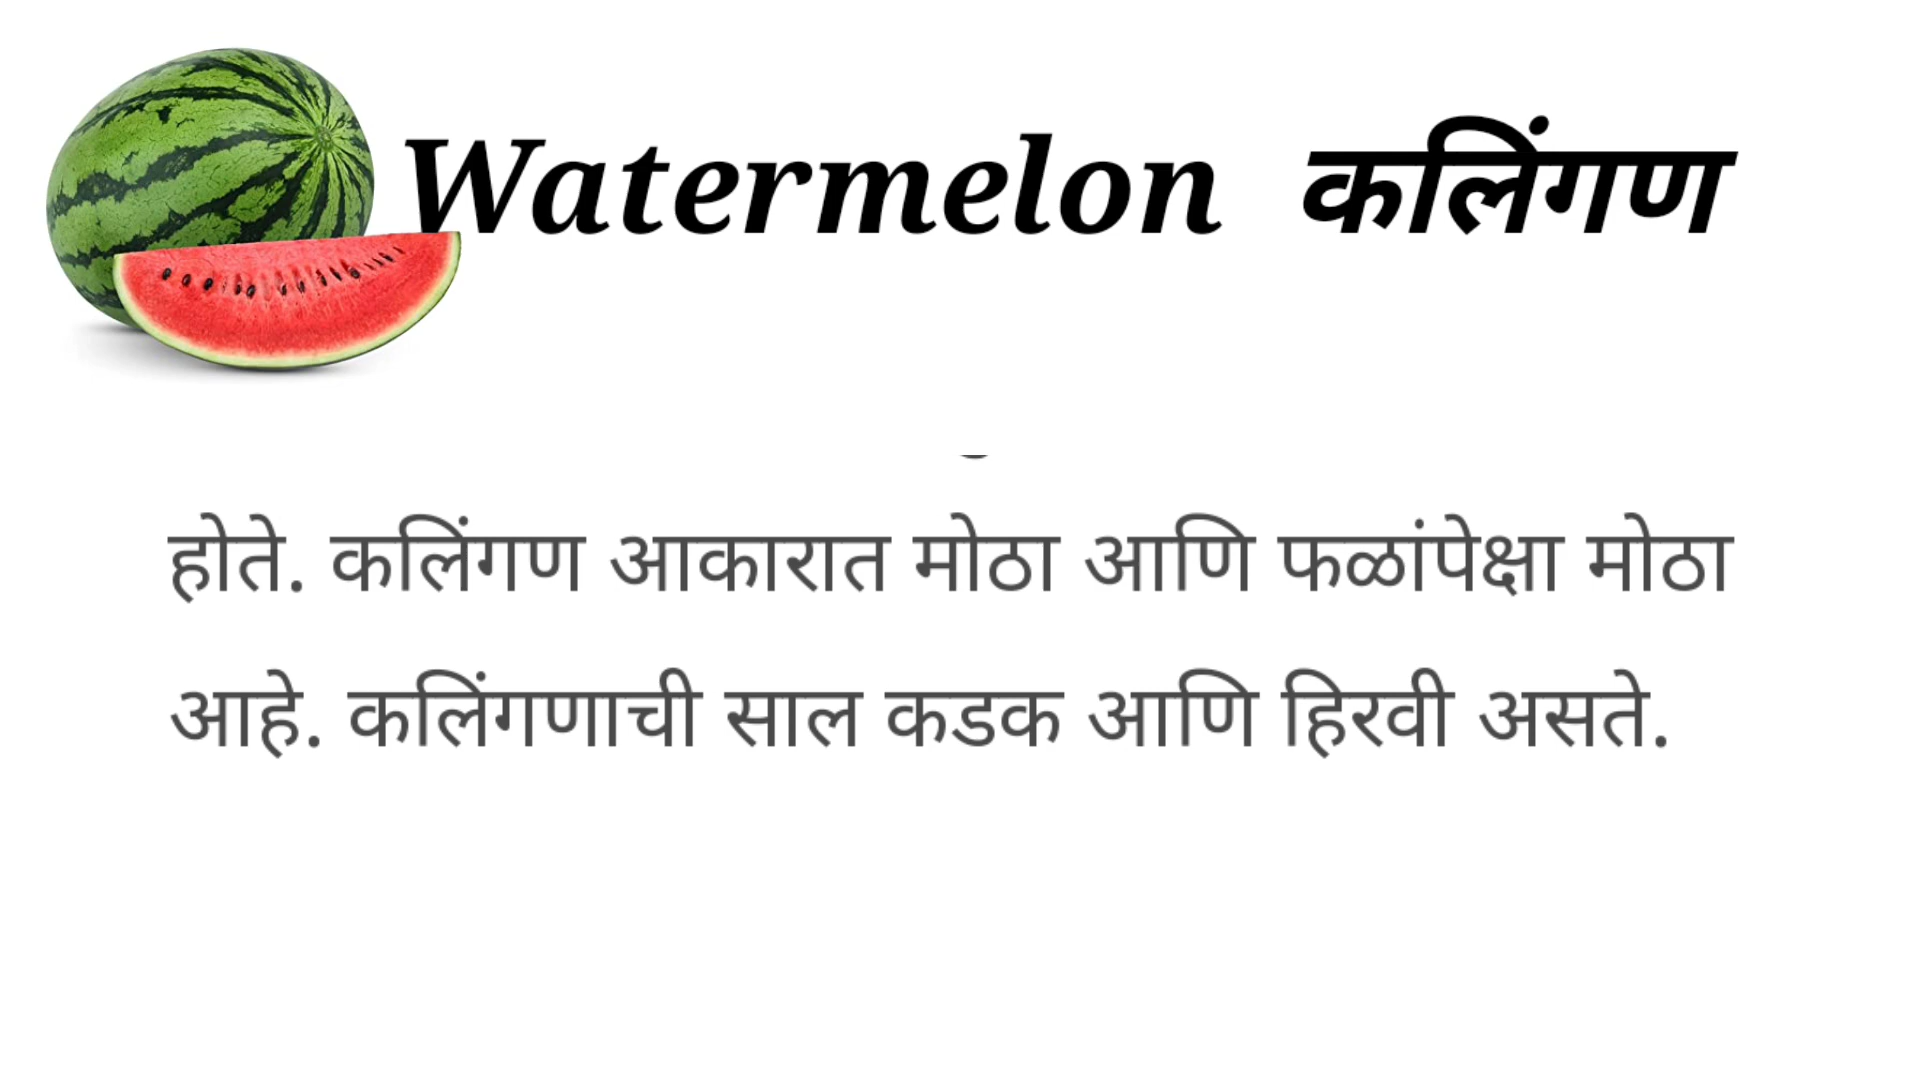 Watermelon कलिंगण
होते. कलिंगण आकारात मोठा आणि फळांपेक्षा मोठा
आहे. कलिंगणाची साल कडक आणि हिरवी असते.